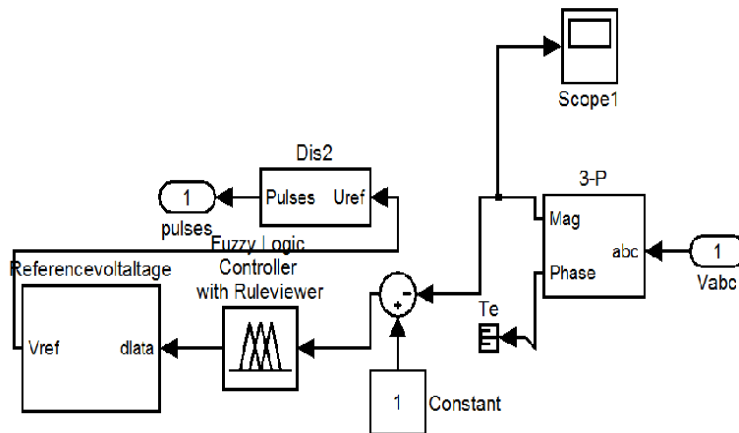 Scope1
Dis2
3-P
1
Pulses Uref
Mag
pulses
abc
1
Fuzzy Logic
Controller
with Ruleviewer
Referencevoltaltage
Phase
Vabc
Te
Vref dlata
1
Constant